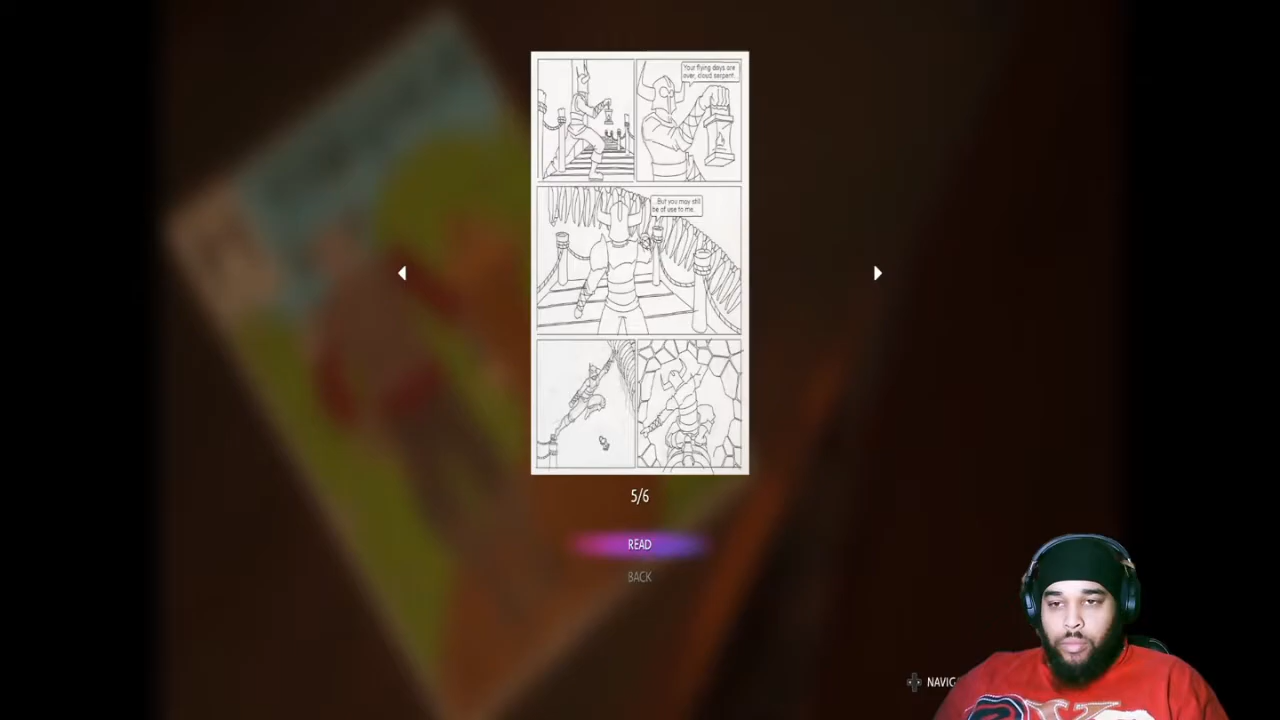 Your flying days are
over, cloud serpent...
...But you may still
be of use to me...
5/6
READ
BACK